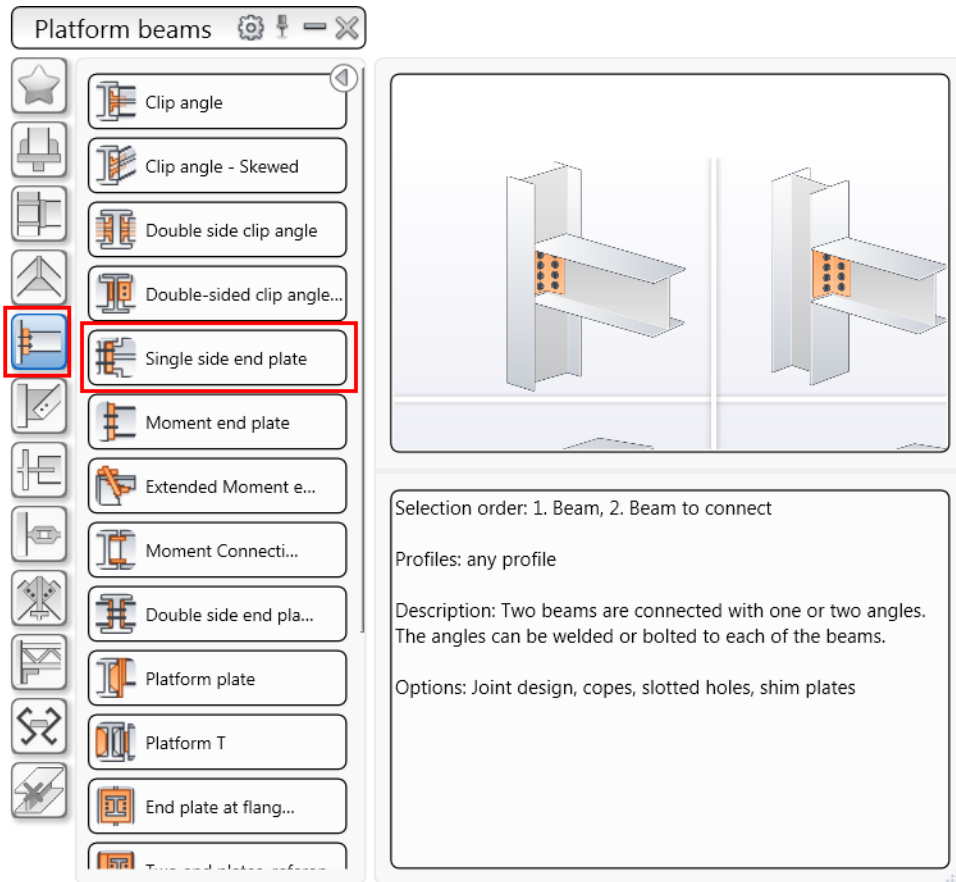 Platform beams
Clip angle
Clip angle - Skewed
Double side clip angle
Double-sided clip angle...
Single side end plate
Moment end plate
Extended Moment e...
Moment Connecti...
Double side end pla...
Platform plate
Platform T
End plate at flang...
Selection order: 1. Beam, 2. Beam to connect
Profiles: any profile
Description: Two beams are connected with one or two angles.
The angles can be welded or bolted to each of the beams.
Options: Joint design, copes, slotted holes, shim plates